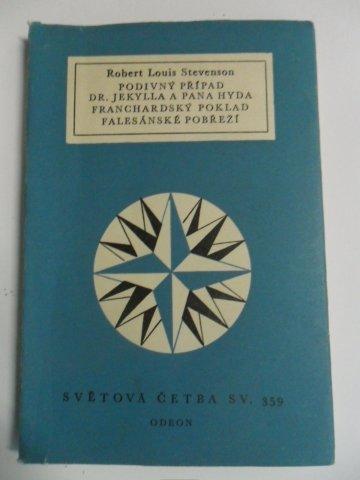 Robert Louis Stevenson
PODIVNÝ PŘÍPAD
DR. JEKYLLA A PANA HYDA
FRANCHARDSKÝ POKLAD
FALESÁNSKÉ POBŘEŽÍ
SVĚTOVÁ ČETBA SV. 359
ODEON